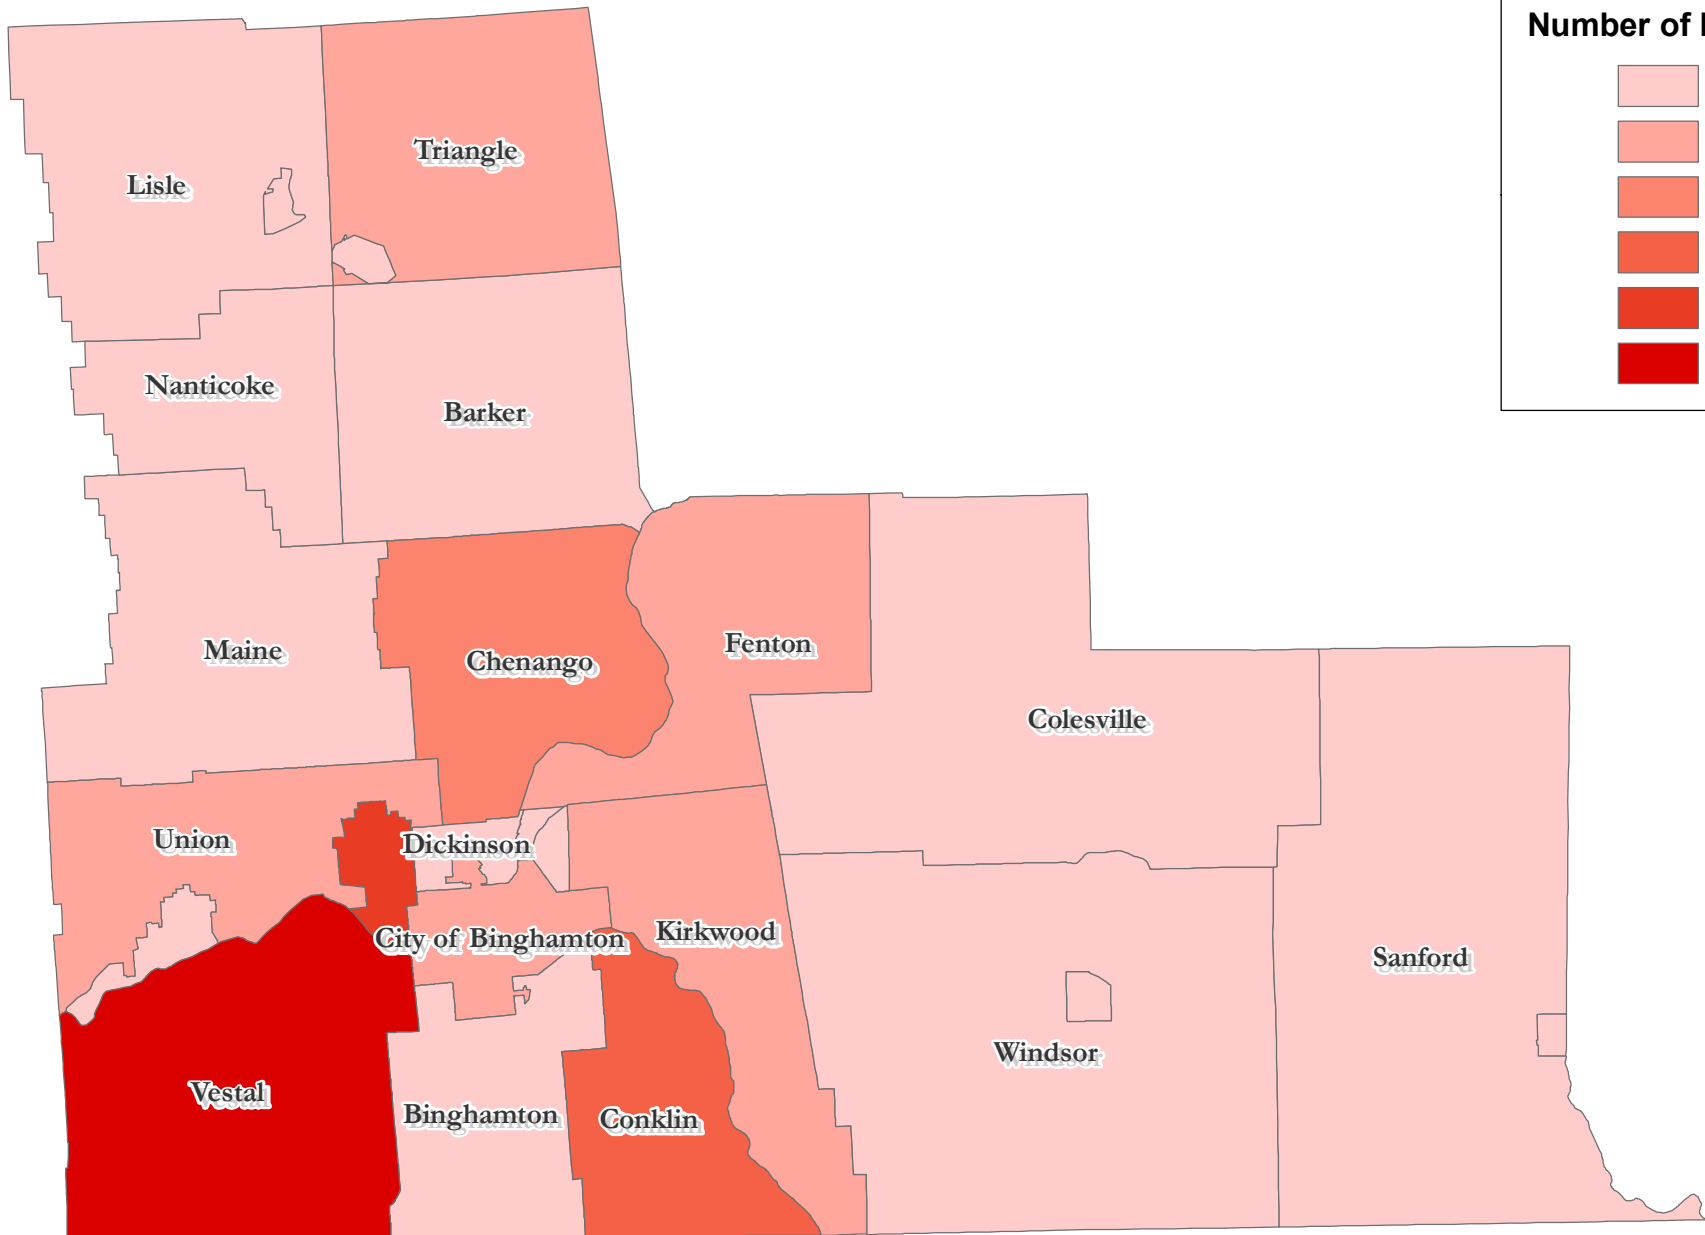 Number of
Triangle
Lisle
Nanticoke
Barker
Maine
Chenango
Fenton
Colesville
Union
Dickinson
City of Binghamton
Kirkwood
Sanford
Windsor
Vestal
Binghamton
Conklin